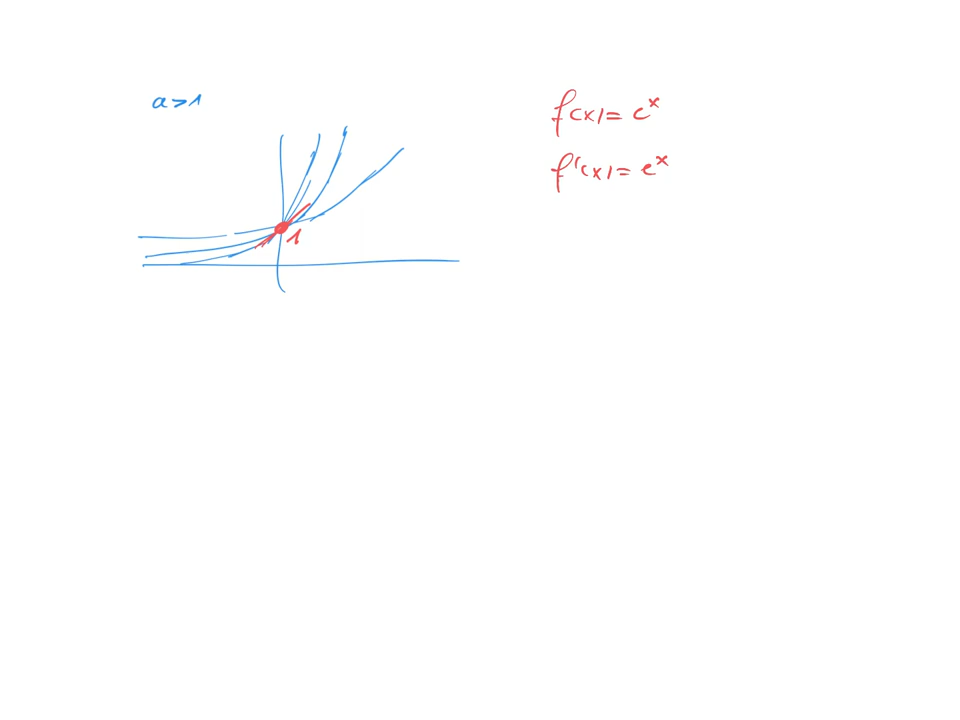 a > 1
f(x) = e^x
f'(x) = e^x
1